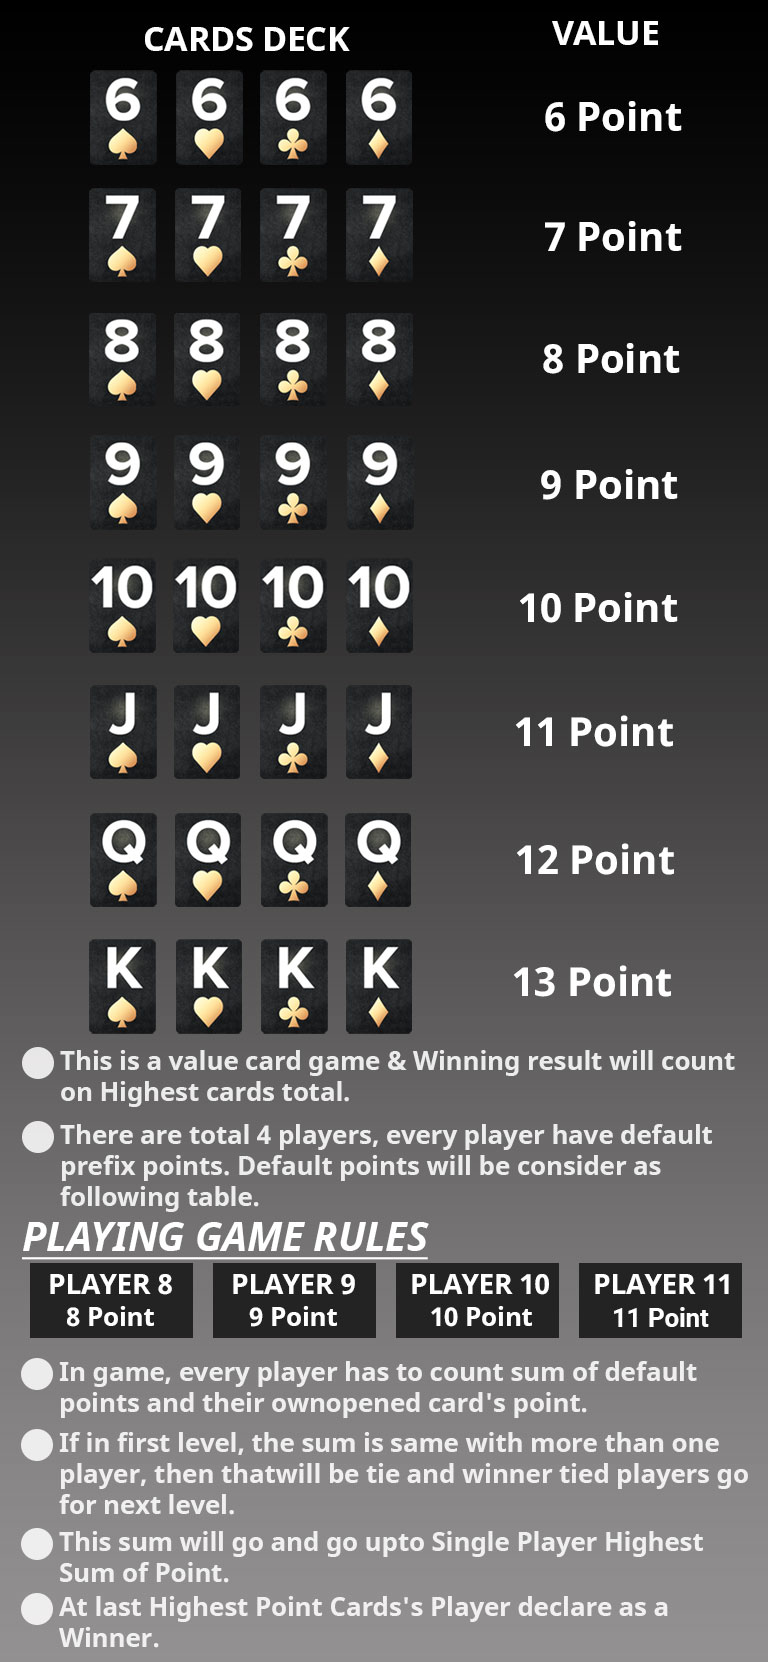 CARDS DECK VALUE
6 6 6 6 6 Point
7 7 7 7 7 Point
8 8 8 8 8 Point
9 9 9 9 9 Point
10 10 10 10 10 Point
J J J J 11 Point
Q Q Q Q 12 Point
K K K K 13 Point
This is a value card game & Winning result will count
on Highest cards total.
There are total 4 players, every player have default
prefix points. Default points will be consider as
following table.
PLAYING GAME RULES
PLAYER 8 PLAYER 9 PLAYER 10 PLAYER 11
8 Point 9 Point 10 Point 11 Point
In game, every player has to count sum of default
points and their ownopened card's point.
If in first level, the sum is same with more than one
player, then thatwill be tie and winner tied players go
for next level.
This sum will go and go upto Single Player Highest
Sum of Point.
At last Highest Point Cards's Player declare as a
Winner.